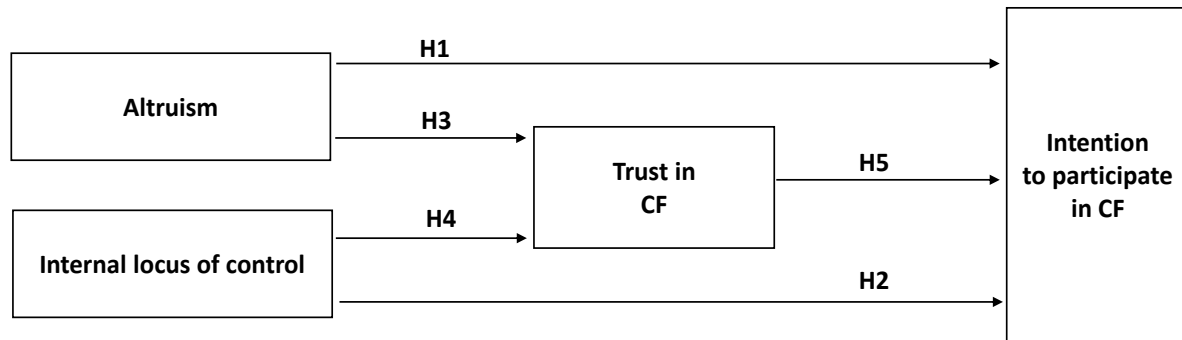 H1
Altruism
H3
Trust in
CF
H5
Intention
to participate
in CF
H4
Internal locus of control
H2